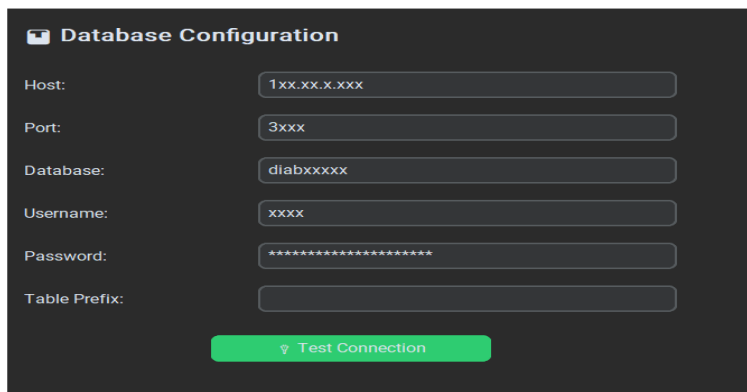 Database Configuration
Host: 1xx.xx.x.xxx
Port: 3xxx
Database: diabxxxxx
Username: xxxx
Password: *********************
Table Prefix:
Test Connection